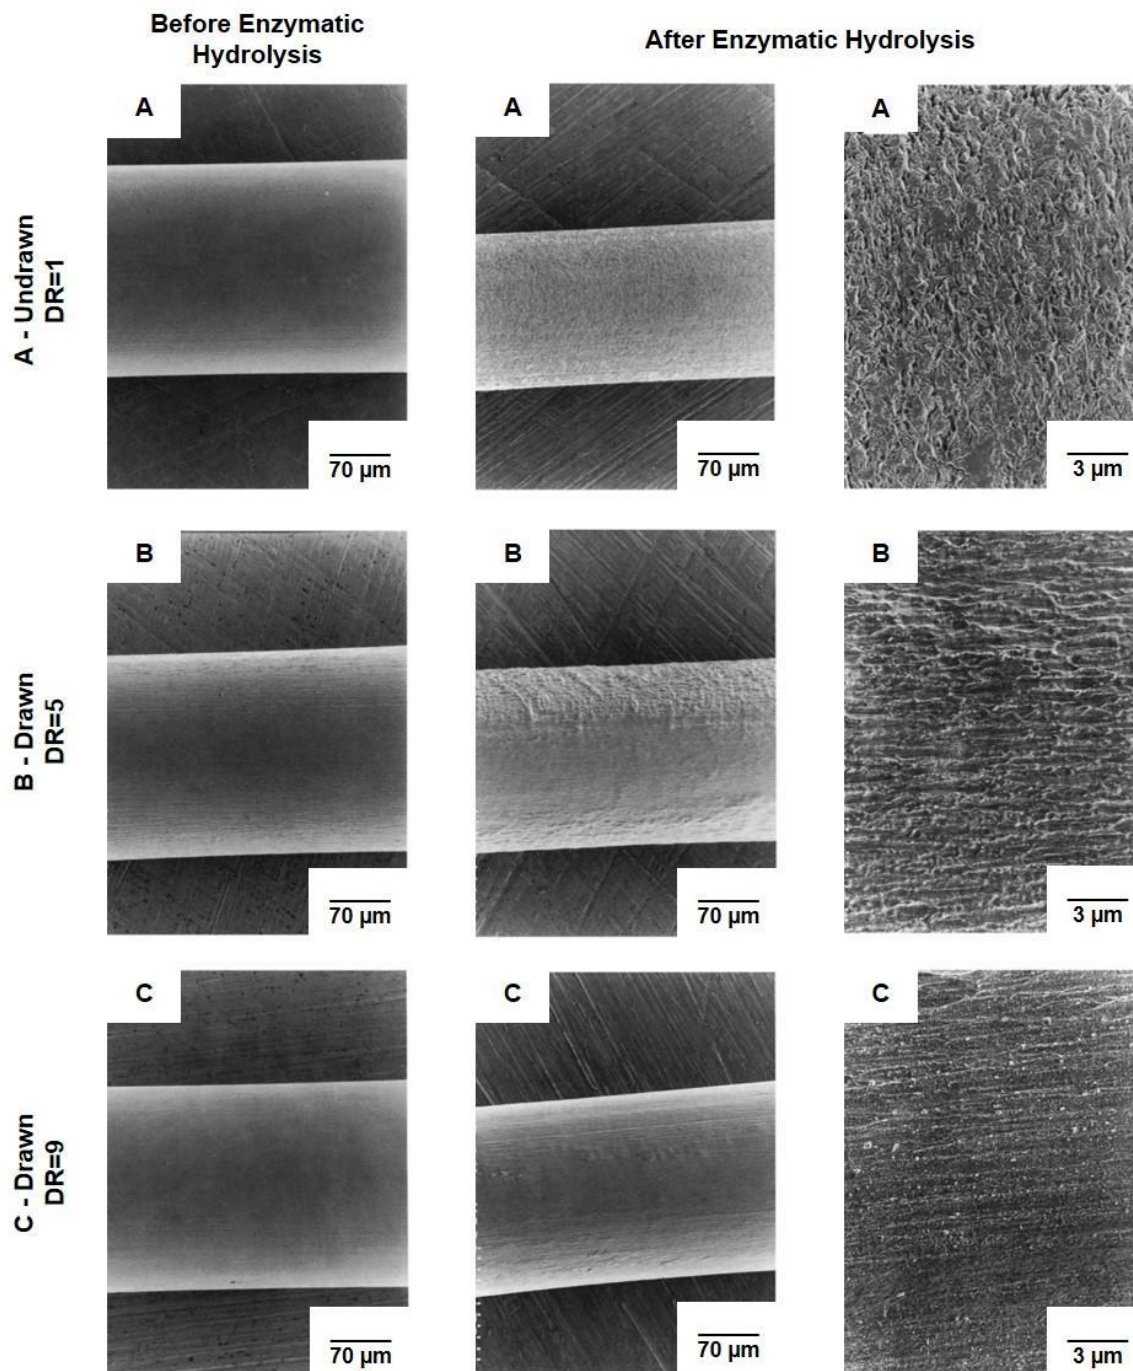 Before Enzymatic
Hydrolysis
After Enzymatic Hydrolysis
A - Undrawn
DR=1
A
70 µm
A
70 µm
A
3 µm
B - Drawn
DR=5
B
70 µm
B
70 µm
B
3 µm
C - Drawn
DR=9
C
70 µm
C
70 µm
C
3 µm